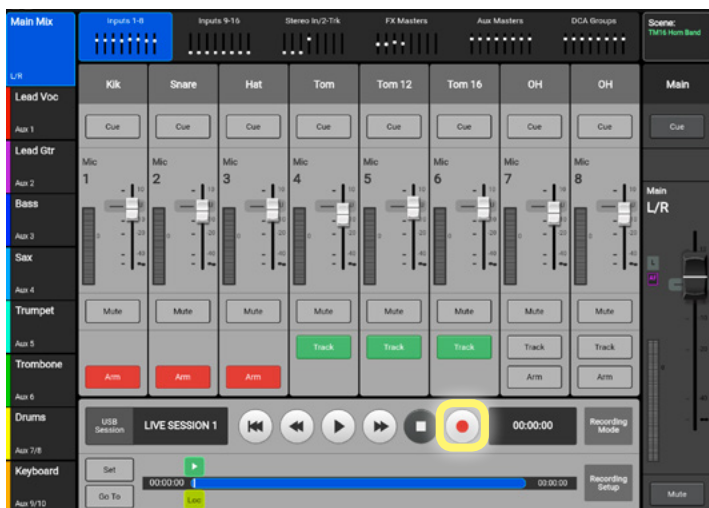 Main Mix
L/R
Inputs 1-8
Inputs 9-16
Stereo In/2-Trk
FX Masters
Aux Masters
DCA Groups
Scene:
TM16 Horn Band
Lead Voc
Aux 1
Lead Gtr
Aux 2
Bass
Aux 3
Sax
Aux 4
Trumpet
Aux 5
Trombone
Aux 6
Drums
Aux 7/8
Keyboard
Aux 9/10
Kik
Snare
Hat
Tom
Tom 12
Tom 16
OH
OH
Main
Cue
Cue
Cue
Cue
Cue
Cue
Cue
Cue
Cue
Mic
1
Mic
2
Mic
3
Mic
4
Mic
5
Mic
6
Mic
7
Mic
8
Main
L/R
Mute
Mute
Mute
Mute
Mute
Mute
Mute
Mute
Track
Track
Track
Track
Track
Arm
Arm
Arm
Arm
Arm
USB
Session
LIVE SESSION 1
00:00:00
Recording
Mode
Set
Go To
00:00:00
Loc
00:00:00
Recording
Setup
Mute